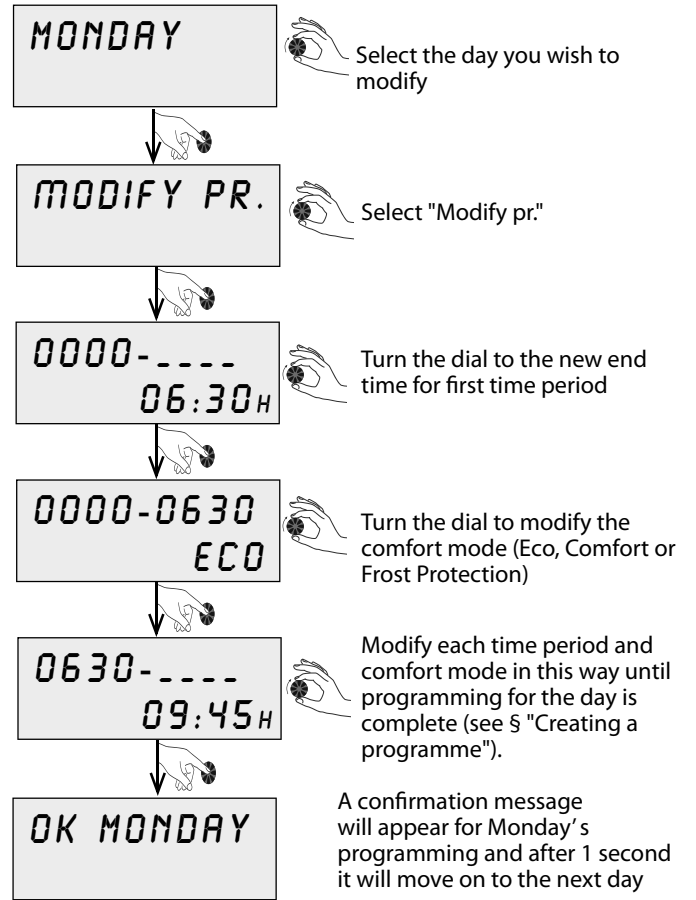 MONDAY
Select the day you wish to
modify
MODIFY PR.
Select "Modify pr."
0000-____
06:30H
Turn the dial to the new end
time for first time period
0000-0630
ECO
Turn the dial to modify the
comfort mode (Eco, Comfort or
Frost Protection)
0630-____
09:45H
Modify each time period and
comfort mode in this way until
programming for the day is
complete (see § "Creating a
programme").
OK MONDAY
A confirmation message
will appear for Monday's
programming and after 1 second
it will move on to the next day